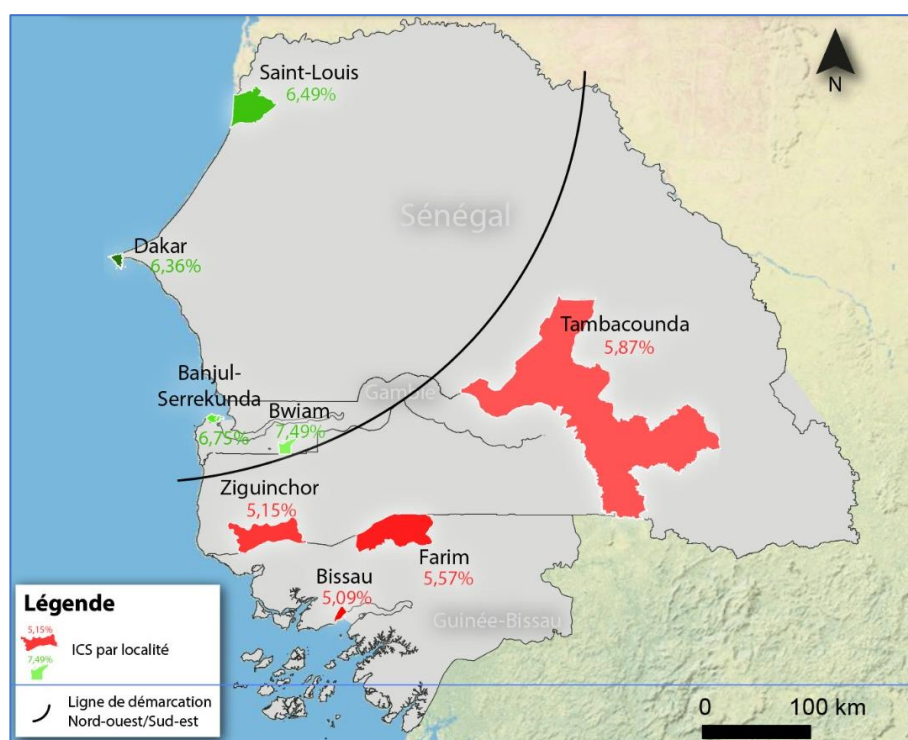 Saint-Louis
6,49%
N
Sénégal
Dakar
6,36%
Tambacounda
5,87%
Banjul-
Serrekunda
6,75%
Gambie
Bwiam
7,49%
Ziguinchor
5,15%
Farim
5,57%
Bissau
5,09%
Guinée-Bissau
Légende
5,15%
ICS par localité
7,49%
Ligne de démarcation
Nord-ouest/Sud-est
0 100 km